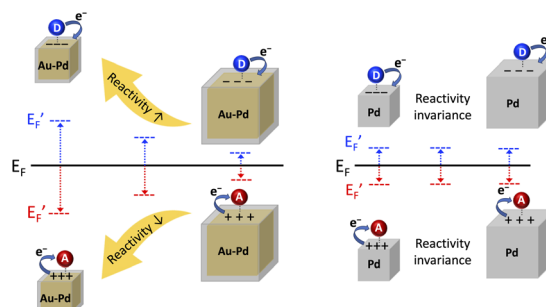 D e⁻
– – –
Au-Pd
Reactivity ↗
D e⁻
– – –
Au-Pd
E_F'
E_F
E_F'
e⁻ A
+++
Au-Pd
Reactivity ↘
e⁻ A
+ + +
Au-Pd
D e⁻
– – –
Pd
Reactivity
invariance
D e
– – –
Pd
E_F'
E_F
E_F'
e⁻ A
+++
Pd
Reactivity
invariance
e⁻ A
+ + +
Pd